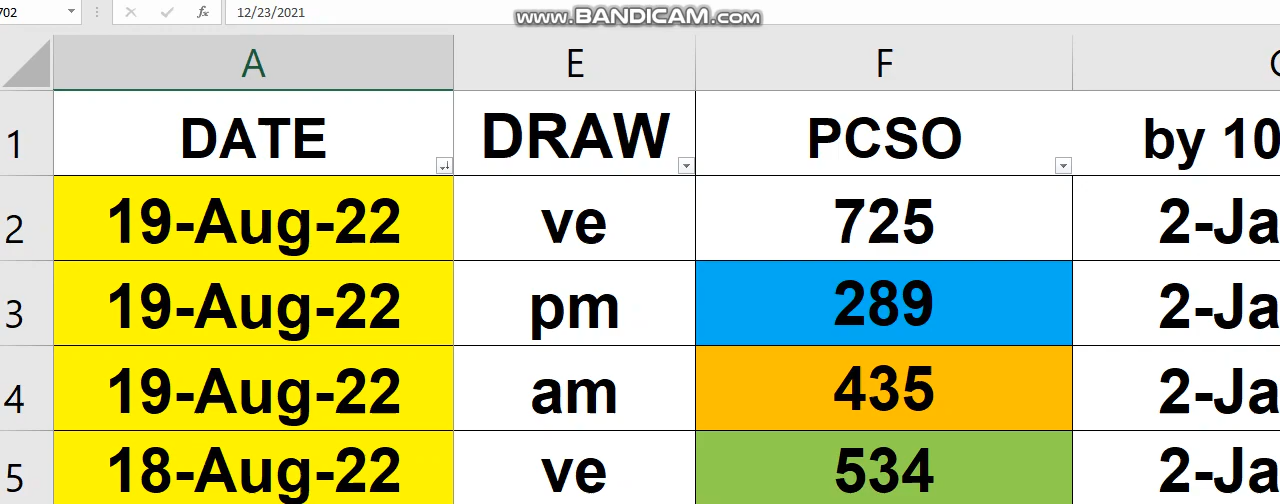 702 fx 12/23/2021
www.BANDICAM.com
A E F
1 DATE DRAW PCSO by 10
2 19-Aug-22 ve 725 2-Ja
3 19-Aug-22 pm 289 2-Ja
4 19-Aug-22 am 435 2-Ja
5 18-Aug-22 ve 534 2-Ja